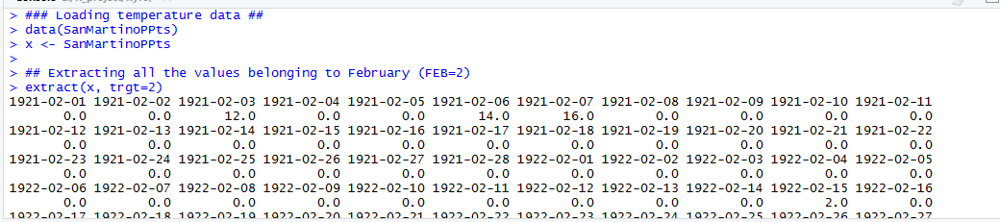 > ### Loading temperature data ##
> data(SanMartinoPPts)
> x <- SanMartinoPPts
>
> ## Extracting all the values belonging to February (FEB=2)
> extract(x, trgt=2)
1921-02-01 1921-02-02 1921-02-03 1921-02-04 1921-02-05 1921-02-06 1921-02-07 1921-02-08 1921-02-09 1921-02-10 1921-02-11
0.0 0.0 12.0 0.0 0.0 14.0 16.0 0.0 0.0 0.0 0.0
1921-02-12 1921-02-13 1921-02-14 1921-02-15 1921-02-16 1921-02-17 1921-02-18 1921-02-19 1921-02-20 1921-02-21 1921-02-22
0.0 0.0 0.0 0.0 0.0 0.0 0.0 0.0 0.0 0.0 0.0
1921-02-23 1921-02-24 1921-02-25 1921-02-26 1921-02-27 1921-02-28 1922-02-01 1922-02-02 1922-02-03 1922-02-04 1922-02-05
0.0 0.0 0.0 0.0 0.0 0.0 0.0 0.0 0.0 0.0 0.0
1922-02-06 1922-02-07 1922-02-08 1922-02-09 1922-02-10 1922-02-11 1922-02-12 1922-02-13 1922-02-14 1922-02-15 1922-02-16
0.0 0.0 0.0 0.0 0.0 0.0 0.0 0.0 0.0 2.0 0.0
1922-02-17 1922-02-18 1922-02-19 1922-02-20 1922-02-21 1922-02-22 1922-02-23 1922-02-24 1922-02-25 1922-02-26 1922-02-27